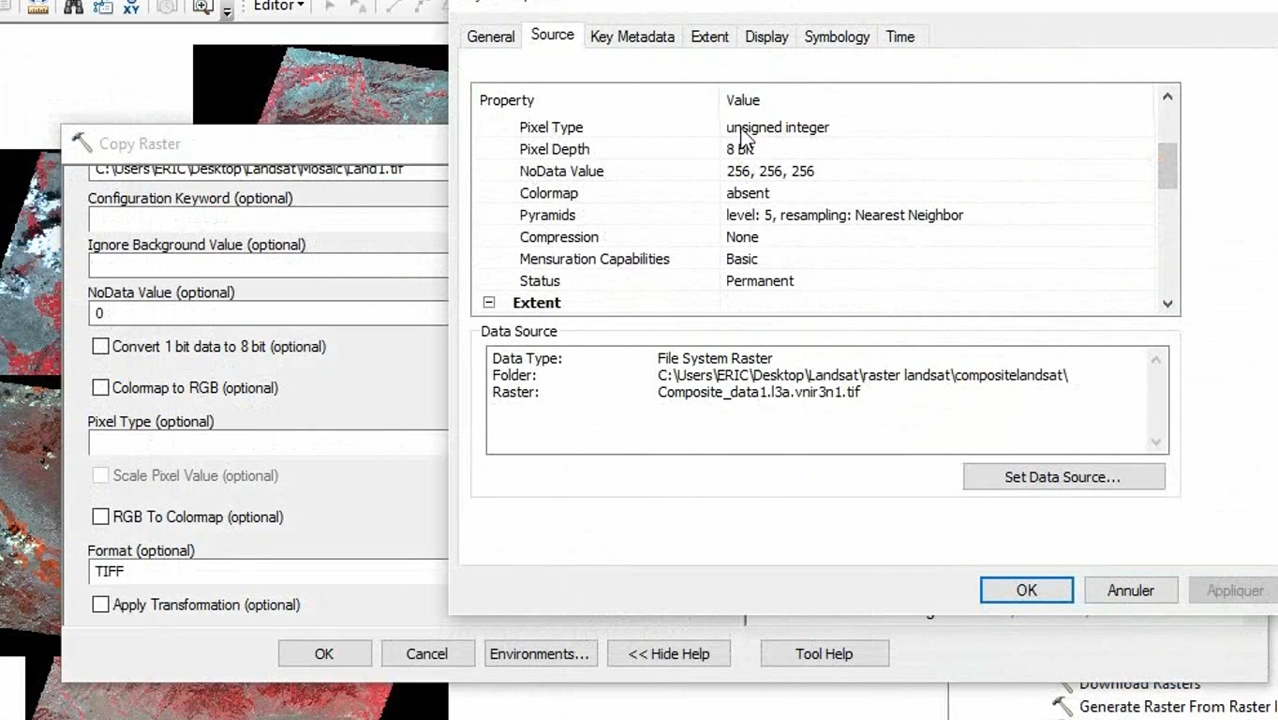 XY
Editor
General Source Key Metadata Extent Display Symbology Time
Property Value
Pixel Type unsigned integer
Pixel Depth 8 bit
NoData Value 256, 256, 256
Colormap absent
Pyramids level: 5, resampling: Nearest Neighbor
Compression None
Mensuration Capabilities Basic
Status Permanent
Extent
Data Source
Data Type: File System Raster
Folder: C:\Users\ERIC\Desktop\Landsat\raster landsat\compositelandsat\
Raster: Composite_data1.l3a.vnir3n1.tif
Set Data Source...
OK Annuler Appliquer
Copy Raster
C:\Users\ERIC\Desktop\Landsat\Mosaic\Land1.tif
Configuration Keyword (optional)
Ignore Background Value (optional)
NoData Value (optional)
0
Convert 1 bit data to 8 bit (optional)
Colormap to RGB (optional)
Pixel Type (optional)
Scale Pixel Value (optional)
RGB To Colormap (optional)
Format (optional)
TIFF
Apply Transformation (optional)
OK Cancel Environments... << Hide Help Tool Help
Download Rasters
Generate Raster From Raster